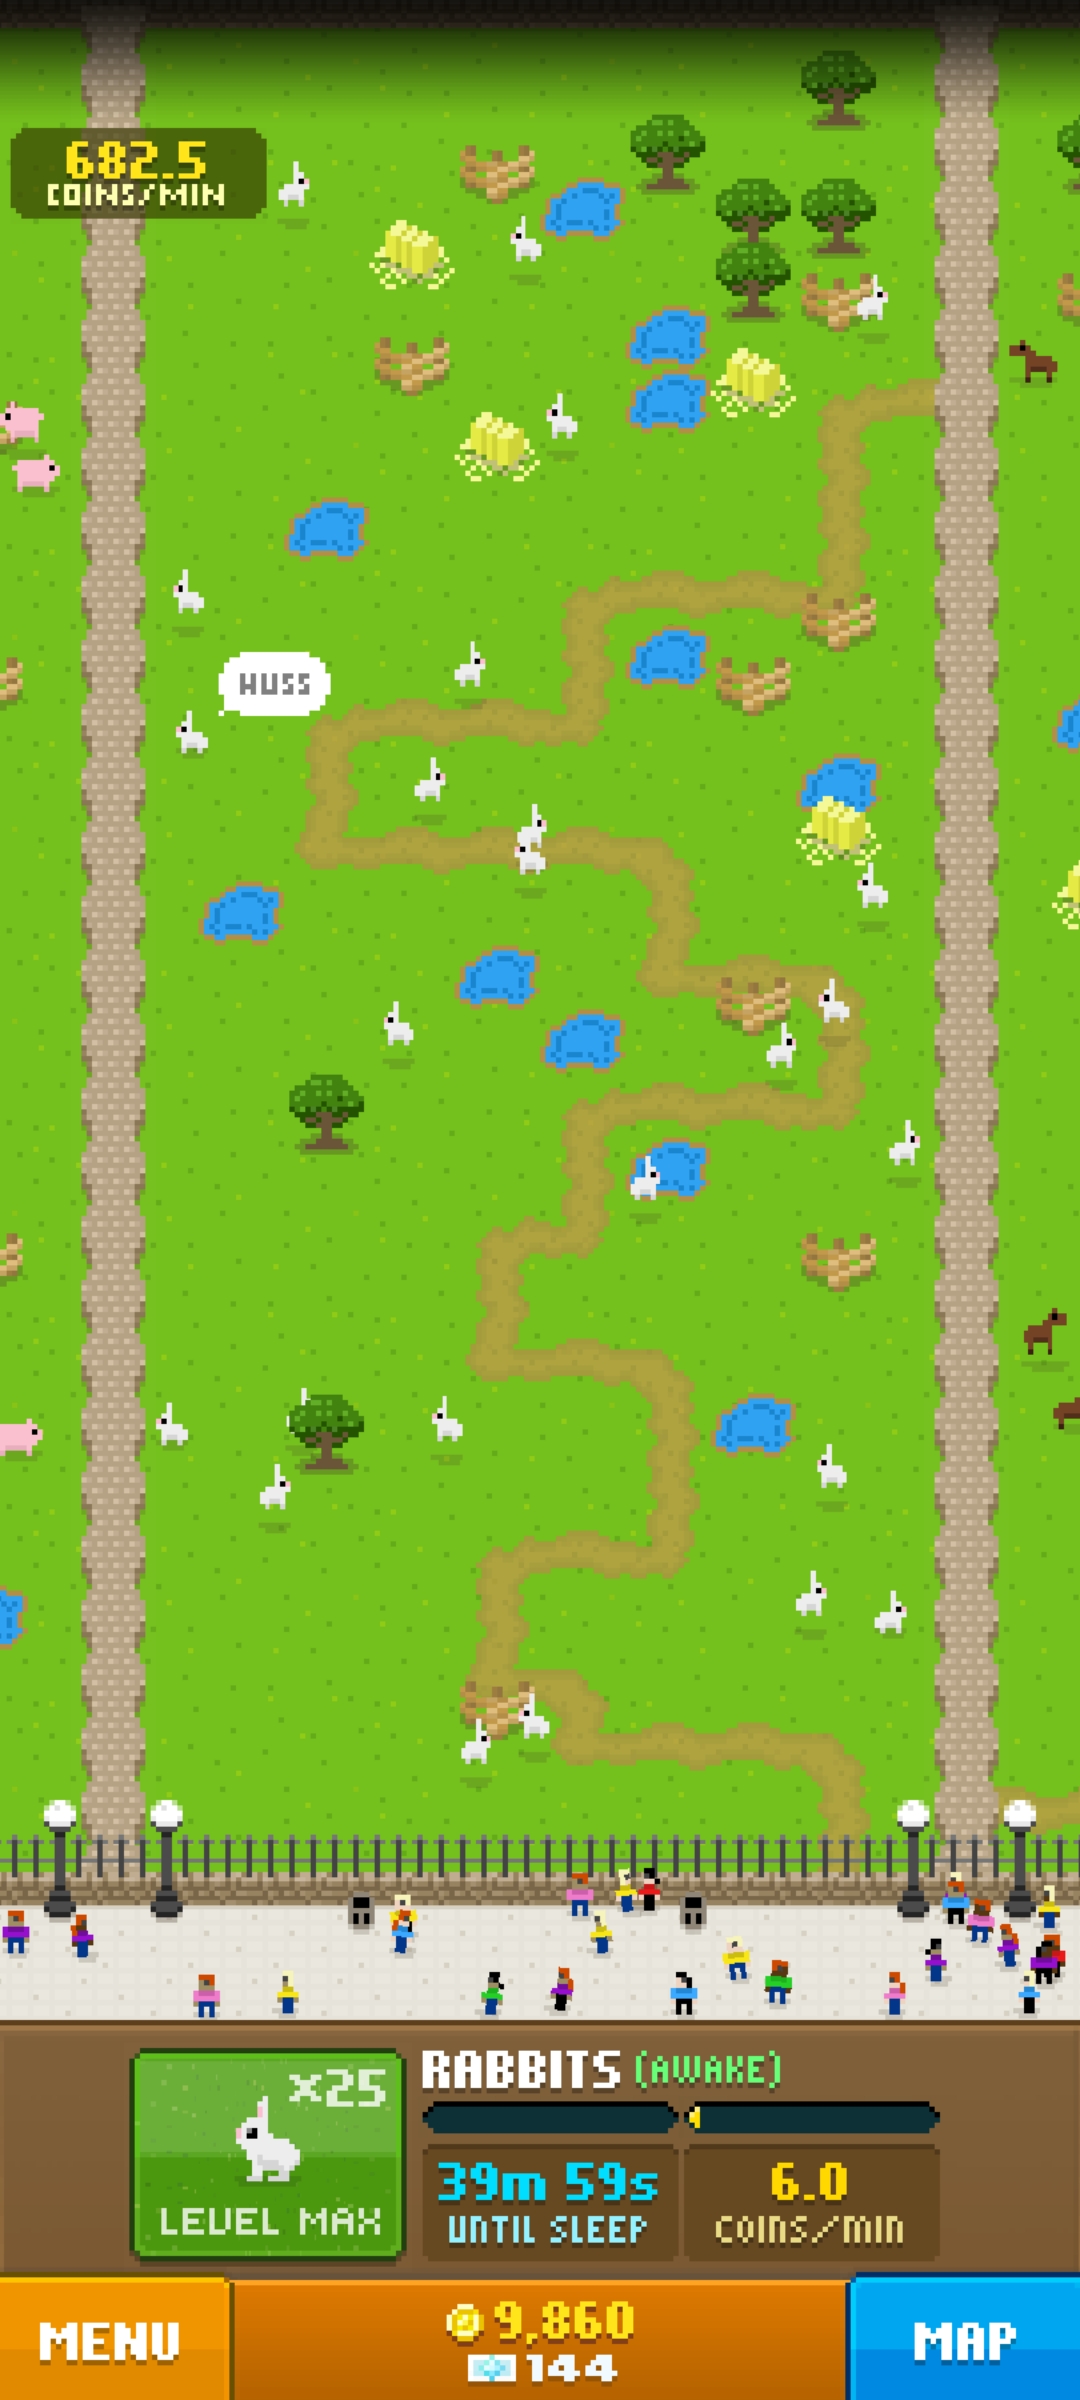 682.5
COINS/MIN
HUSS
x25
LEVEL MAX
RABBITS (AWAKE)
39m 59s
UNTIL SLEEP
6.0
COINS/MIN
MENU
9,860
144
MAP